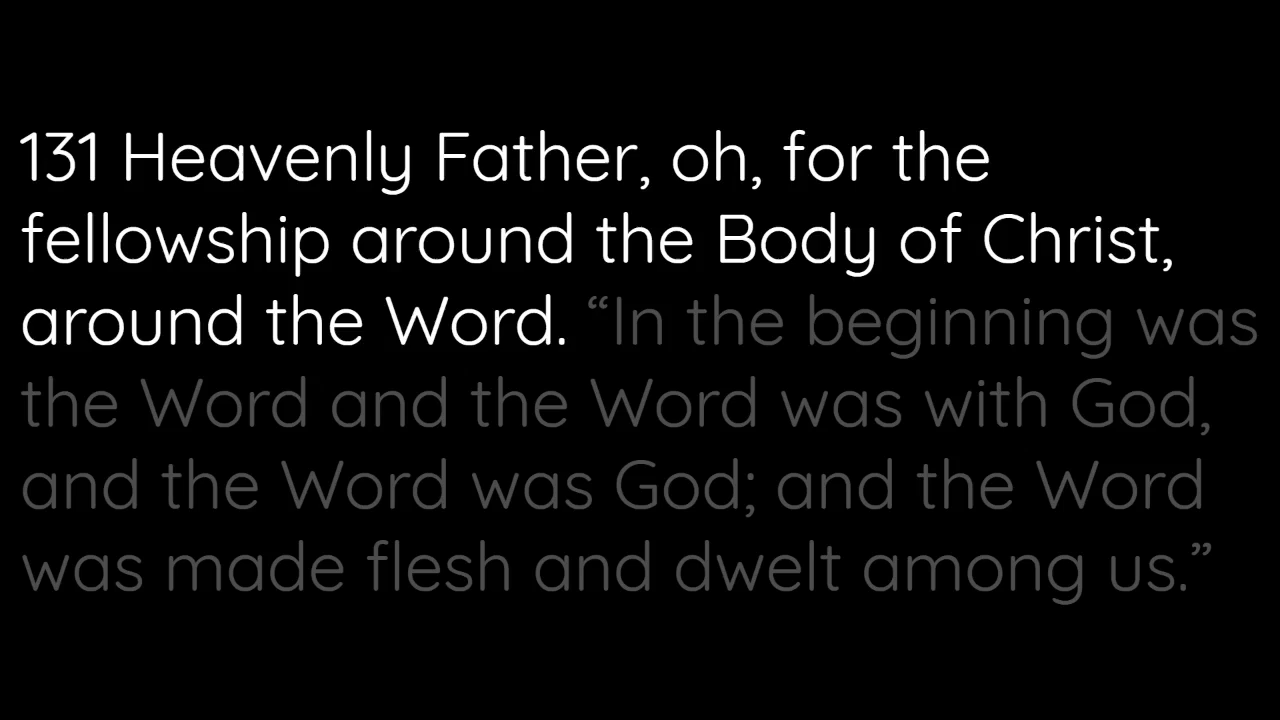 131 Heavenly Father, oh, for the
fellowship around the Body of Christ,
around the Word. “In the beginning was
the Word and the Word was with God,
and the Word was God; and the Word
was made flesh and dwelt among us.”